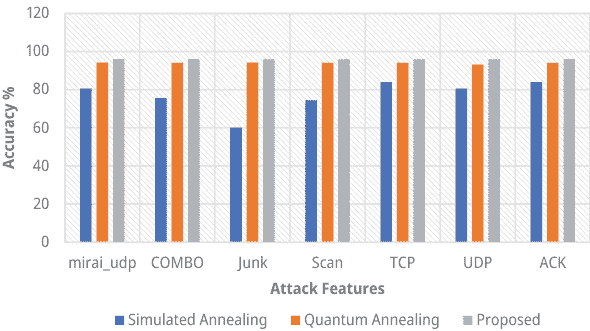 120
100
80
60
40
20
0
Accuracy %
mirai_udp COMBO Junk Scan TCP UDP ACK
Attack Features
Simulated Annealing Quantum Annealing Proposed